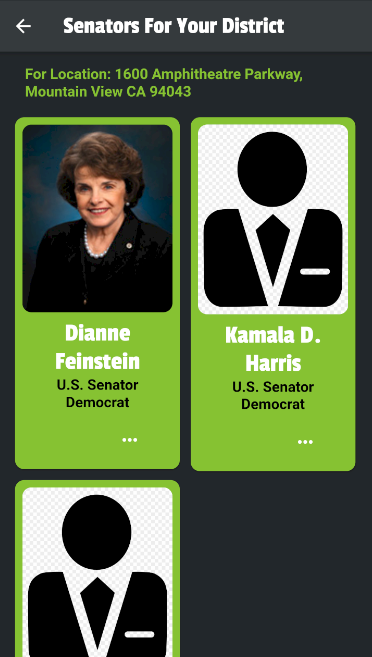 Senators For Your District
For Location: 1600 Amphitheatre Parkway,
Mountain View CA 94043
Dianne
Feinstein
U.S. Senator
Democrat
...
Kamala D.
Harris
U.S. Senator
Democrat
...